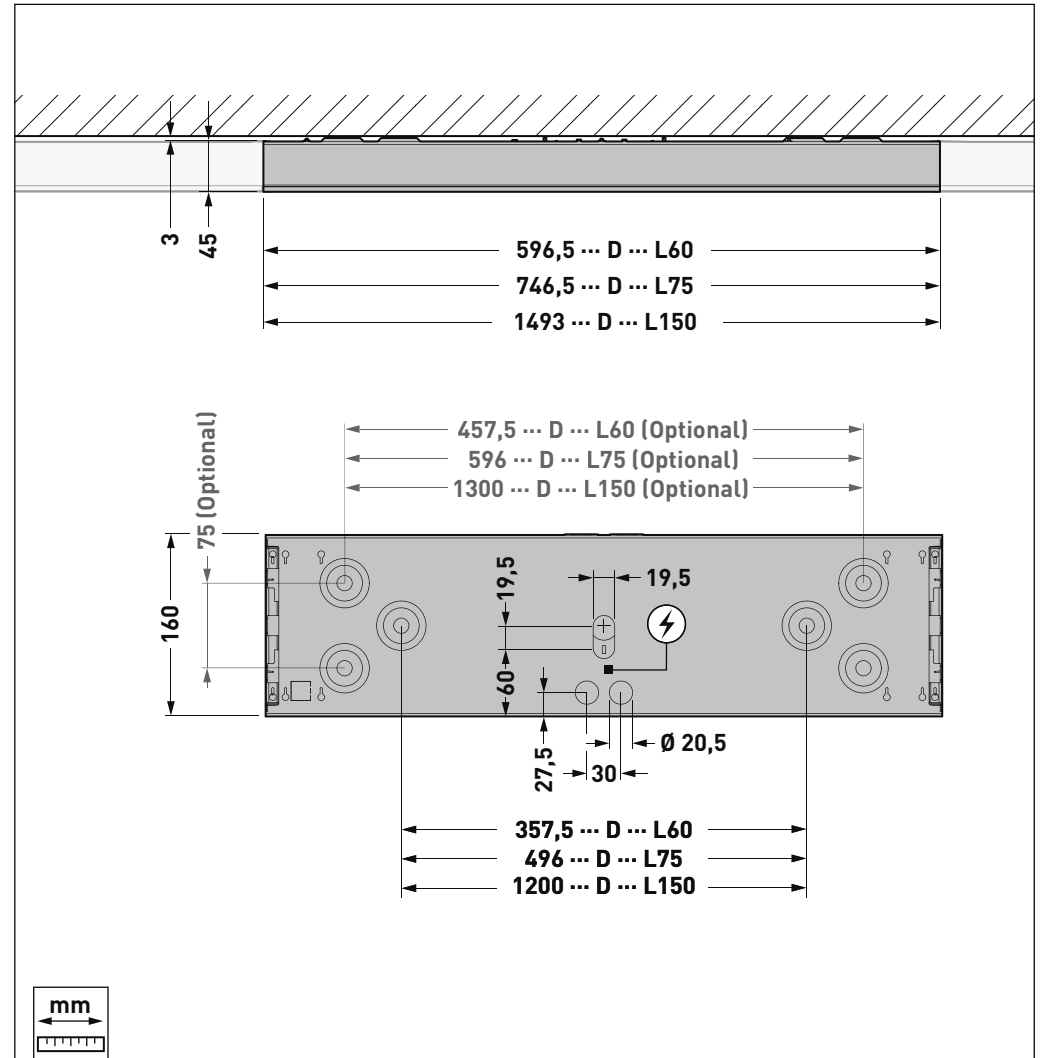 3
45
596,5 ··· D ··· L60
746,5 ··· D ··· L75
1493 ··· D ··· L150
75 (Optional)
457,5 ··· D ··· L60 (Optional)
596 ··· D ··· L75 (Optional)
1300 ··· D ··· L150 (Optional)
160
19,5
19,5
60
27,5
30
Ø 20,5
357,5 ··· D ··· L60
496 ··· D ··· L75
1200 ··· D ··· L150
mm